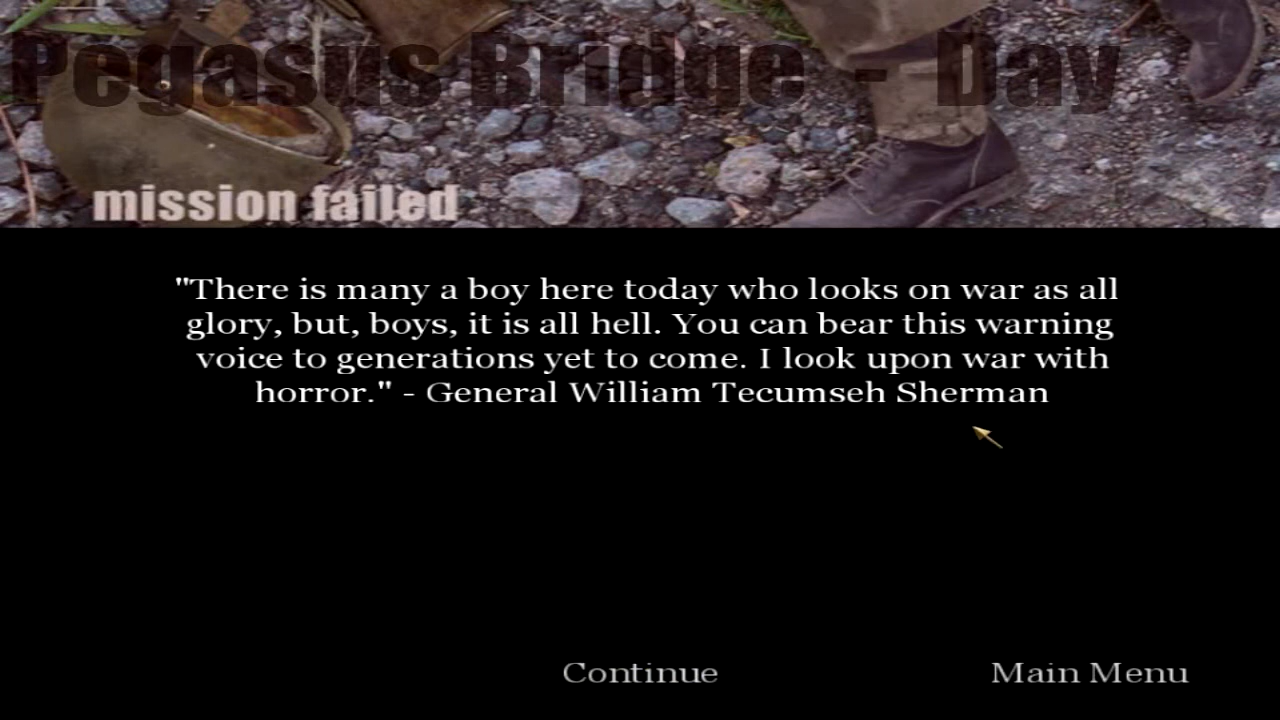 Pegasus Bridge - Day
mission failed
"There is many a boy here today who looks on war as all
glory, but, boys, it is all hell. You can bear this warning
voice to generations yet to come. I look upon war with
horror." - General William Tecumseh Sherman
Continue
Main Menu